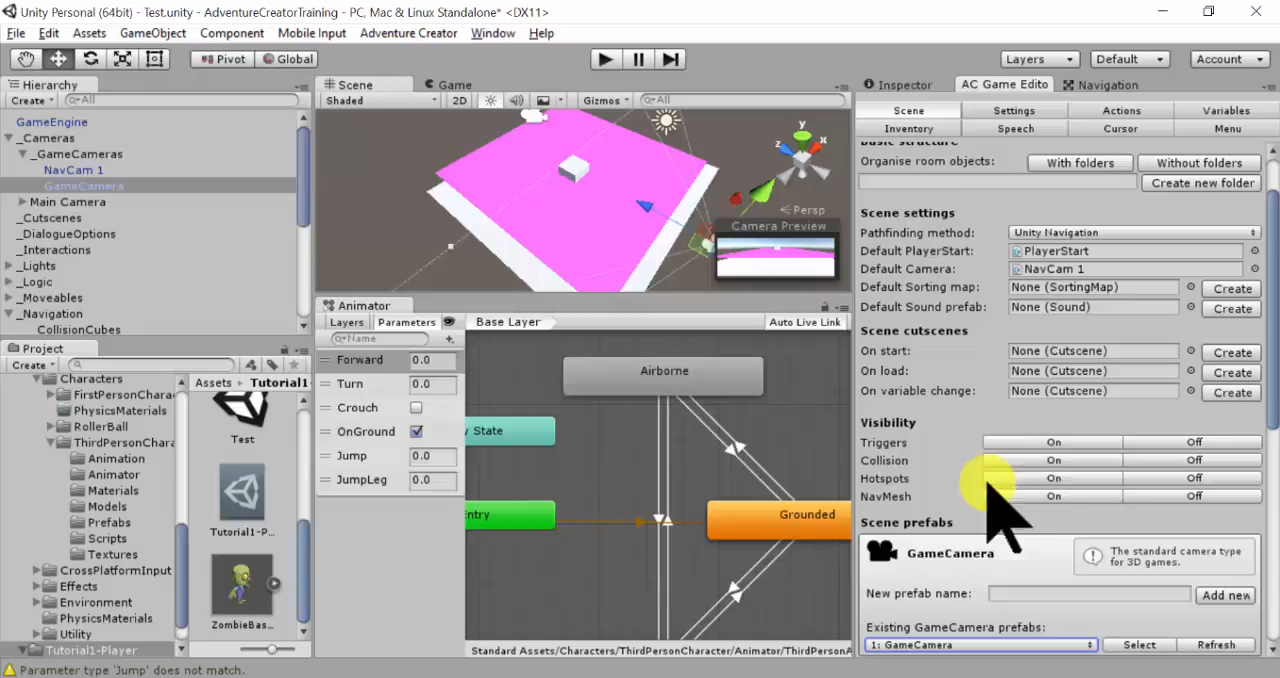 Unity Personal (64bit) - Test.unity - AdventureCreatorTraining - PC, Mac & Linux Standalone* <DX11>
File Edit Assets GameObject Component Mobile Input Adventure Creator Window Help
Pivot Global Layers Default Account
Hierarchy
Create All
GameEngine
_Cameras
_GameCameras
NavCam 1
GameCamera
Main Camera
_Cutscenes
_DialogueOptions
_Interactions
_Lights
_Logic
_Moveables
_Navigation
CollisionCubes
Scene Game
Shaded 2D Gizmos All
y
x
z
Persp
Camera Preview
Project
Create
Characters
FirstPersonChara
PhysicsMaterials
RollerBall
ThirdPersonChara
Animation
Animator
Materials
Models
Prefabs
Scripts
Textures
CrossPlatformInput
Effects
Environment
PhysicsMaterials
Utility
Tutorial1-Player
Assets Tutorial1
Test
Tutorial1-P...
ZombieBas...
Animator
Layers Parameters Base Layer Auto Live Link
Name
Forward 0.0
Turn 0.0
Crouch
OnGround
Jump 0.0
JumpLeg 0.0
Airborne
y State
Entry
Grounded
Standard Assets/Characters/ThirdPersonCharacter/Animator/ThirdPersonA
Inspector AC Game Edito Navigation
Scene Settings Actions Variables
Inventory Speech Cursor Menu
Basic structure
Organise room objects: With folders Without folders
Create new folder
Scene settings
Pathfinding method: Unity Navigation
Default PlayerStart: PlayerStart
Default Camera: NavCam 1
Default Sorting map: None (SortingMap) Create
Default Sound prefab: None (Sound) Create
Scene cutscenes
On start: None (Cutscene) Create
On load: None (Cutscene) Create
On variable change: None (Cutscene) Create
Visibility
Triggers On Off
Collision On Off
Hotspots On Off
NavMesh On Off
Scene prefabs
GameCamera
The standard camera type
for 3D games.
New prefab name: Add new
Existing GameCamera prefabs:
1: GameCamera Select Refresh
Parameter type 'Jump' does not match.